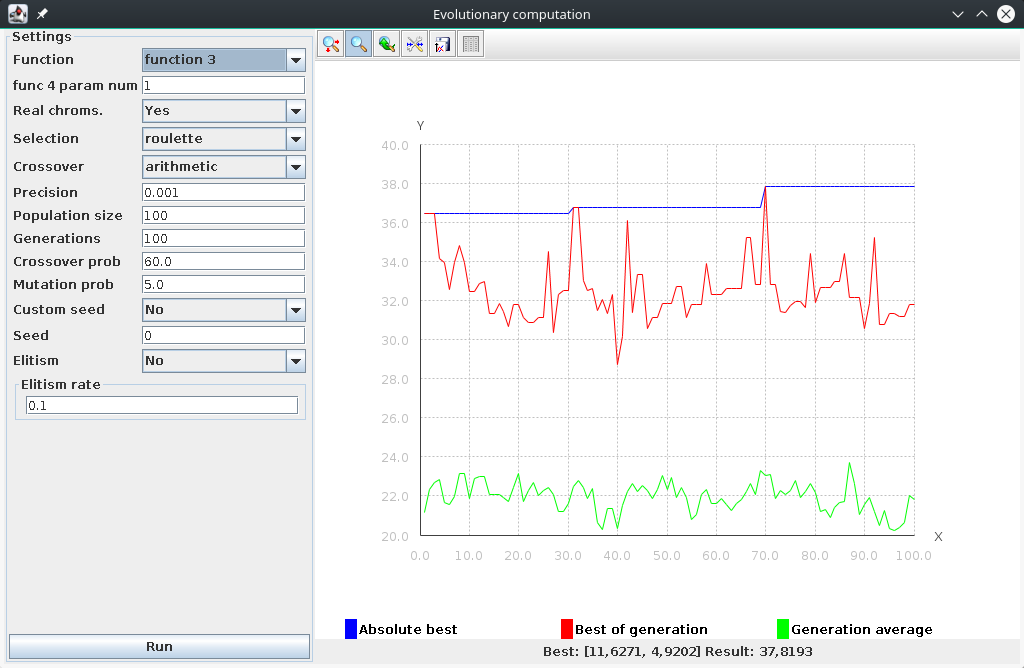 Evolutionary computation
Settings
Function function 3
func 4 param num 1
Real chroms. Yes
Selection roulette
Crossover arithmetic
Precision 0.001
Population size 100
Generations 100
Crossover prob 60.0
Mutation prob 5.0
Custom seed No
Seed 0
Elitism No
Elitism rate
0.1
Run
Y
40.0
38.0
36.0
34.0
32.0
30.0
28.0
26.0
24.0
22.0
20.0
X
0.0 10.0 20.0 30.0 40.0 50.0 60.0 70.0 80.0 90.0 100.0
Absolute best Best of generation Generation average
Best: [11,6271, 4,9202] Result: 37,8193